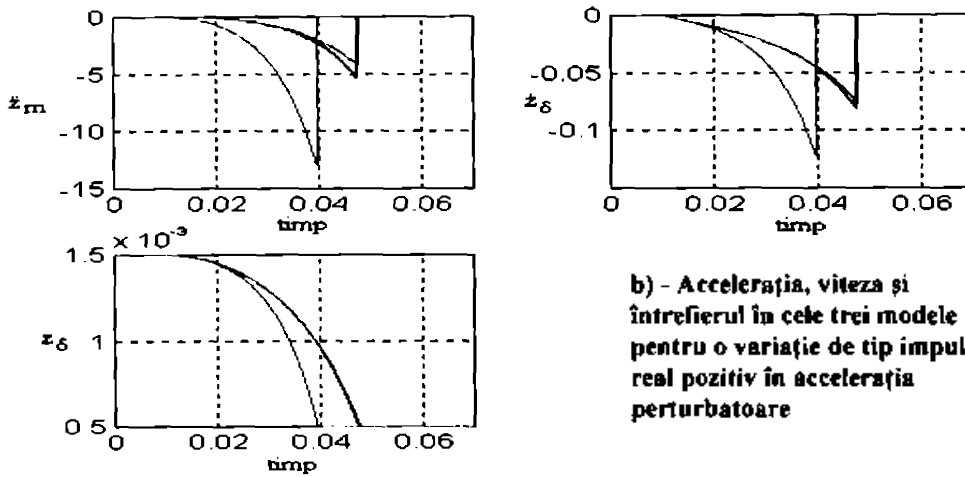 0
-5
-10
-15
z̈m
0 0.02 0.04 0.06
timp
0
-0.05
-0.1
żδ
0 0.02 0.04 0.06
timp
× 10-3
1.5
1
0.5
zδ
0 0.02 0.04 0.06
timp
b) - Accelerația, viteza și
întrefierul în cele trei modele
pentru o variație de tip impul
real pozitiv în accelerația
perturbatoare